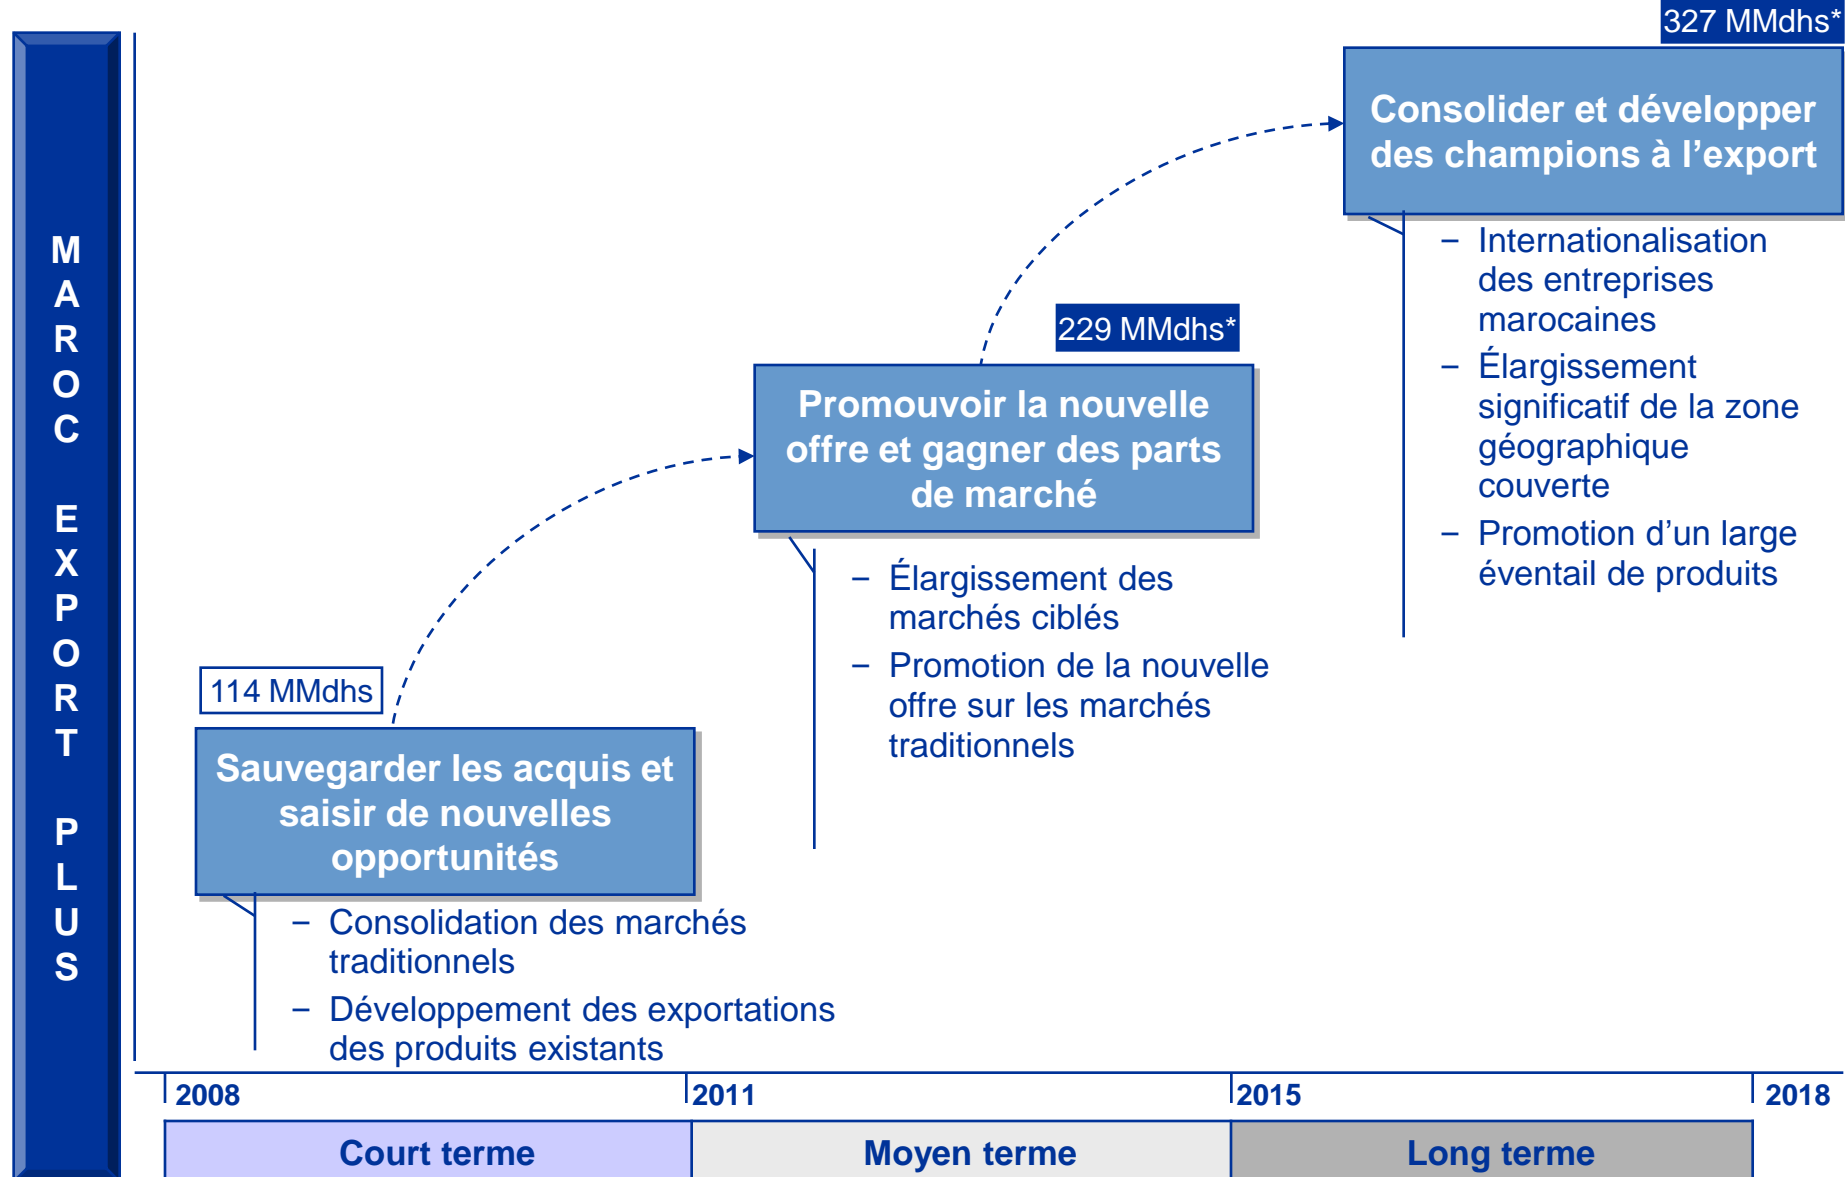 MAROC EXPORT PLUS
327 MMdhs*
Consolider et développer
des champions à l’export
– Internationalisation
des entreprises
marocaines
– Élargissement
significatif de la zone
géographique
couverte
– Promotion d’un large
éventail de produits
229 MMdhs*
Promouvoir la nouvelle
offre et gagner des parts
de marché
– Élargissement des
marchés ciblés
– Promotion de la nouvelle
offre sur les marchés
traditionnels
114 MMdhs
Sauvegarder les acquis et
saisir de nouvelles
opportunités
– Consolidation des marchés
traditionnels
– Développement des exportations
des produits existants
2008 2011 2015 2018
Court terme Moyen terme Long terme